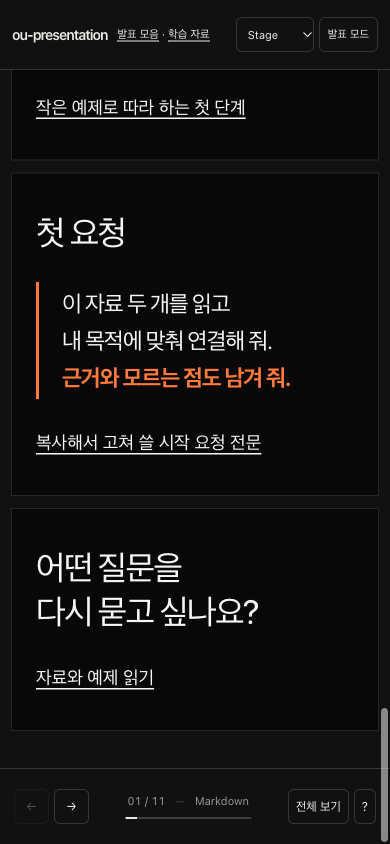 ou-presentation 발표 모음 · 학습 자료 Stage 발표 모드
작은 예제로 따라 하는 첫 단계
첫 요청
이 자료 두 개를 읽고
내 목적에 맞춰 연결해 줘.
근거와 모르는 점도 남겨 줘.
복사해서 고쳐 쓸 시작 요청 전문
어떤 질문을
다시 묻고 싶나요?
자료와 예제 읽기
← → 01 / 11 — Markdown 전체 보기 ?